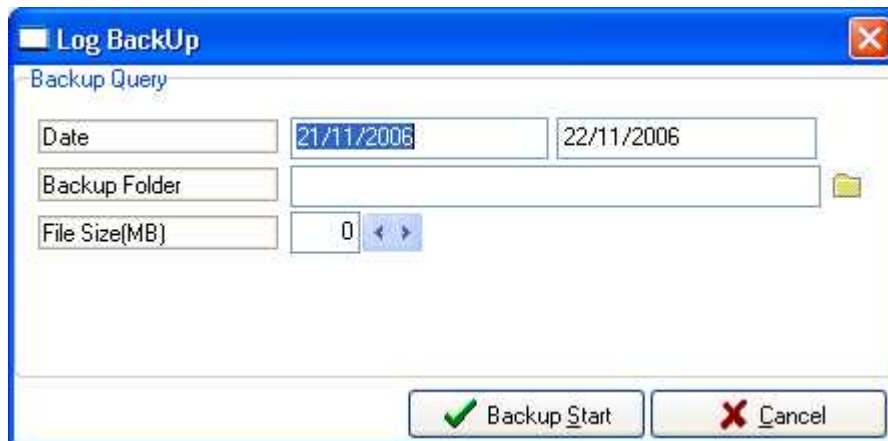 Log BackUp
Backup Query
Date 21/11/2006 22/11/2006
Backup Folder
File Size(MB) 0
Backup Start Cancel